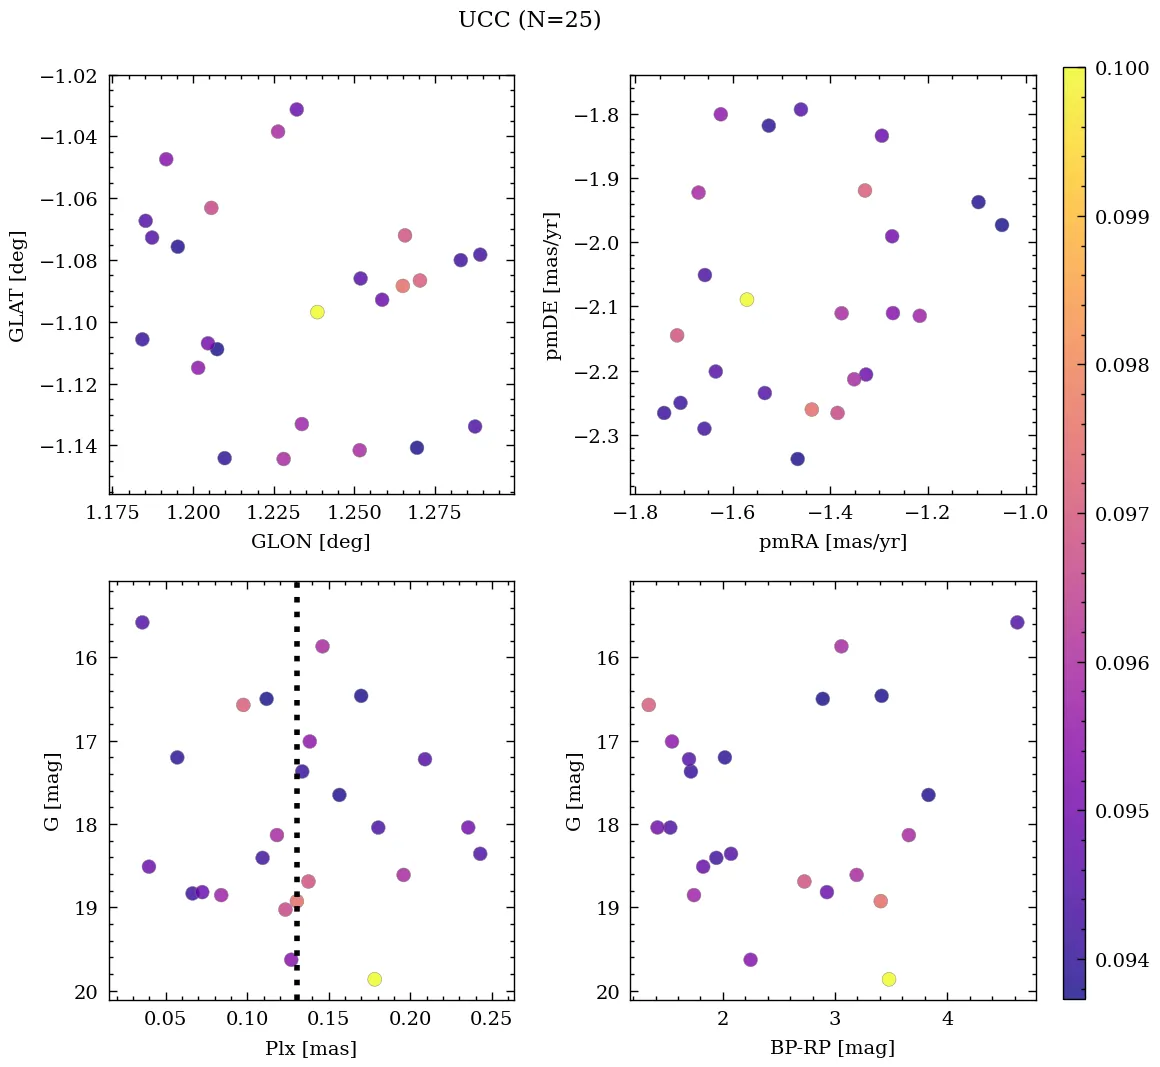 UCC (N=25)
−1.02
−1.04
−1.06
−1.08
−1.10
−1.12
−1.14
GLAT [deg]
1.175 1.200 1.225 1.250 1.275
GLON [deg]
−1.8
−1.9
−2.0
−2.1
−2.2
−2.3
pmDE [mas/yr]
−1.8 −1.6 −1.4 −1.2 −1.0
pmRA [mas/yr]
16
17
18
19
20
G [mag]
0.05 0.10 0.15 0.20 0.25
Plx [mas]
16
17
18
19
20
G [mag]
2 3 4
BP-RP [mag]
0.100
0.099
0.098
0.097
0.096
0.095
0.094